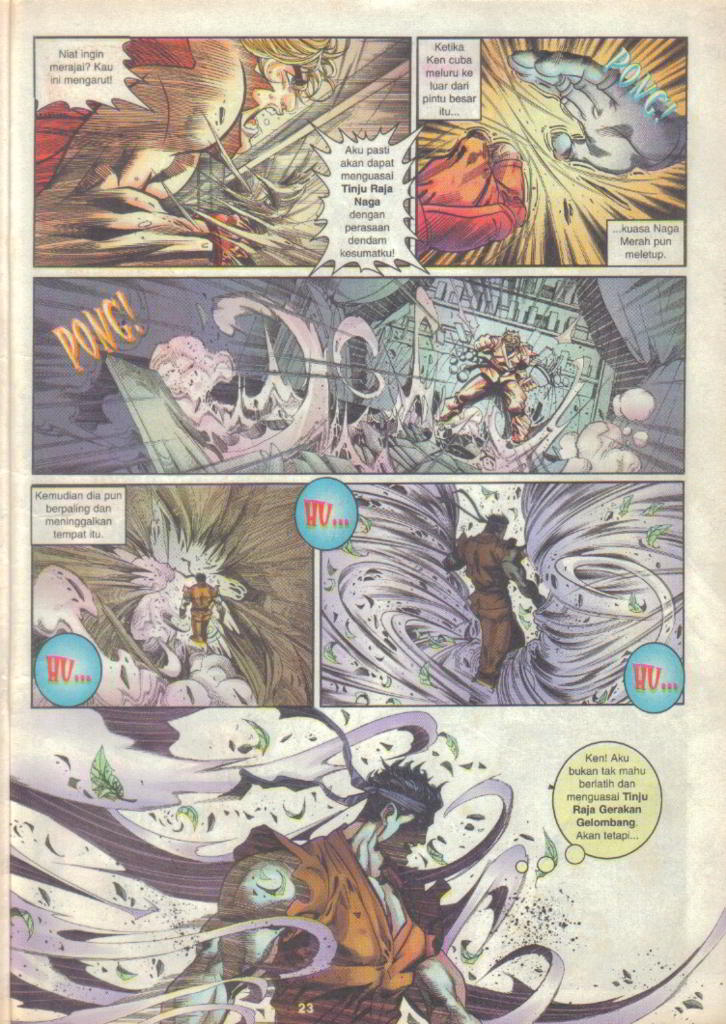 Niat ingin
merajai? Kau
ini mengarut!
Aku pasti
akan dapat
menguasai
Tinju Raja
Naga
dengan
perasaan
dendam
kesumatku!
Ketika
Ken cuba
meluru ke
luar dari
pintu besar
itu...
PONG!
...kuasa Naga
Merah pun
meletup.
PONG!
Kemudian dia pun
berpaling dan
meninggalkan
tempat itu.
HU...
HU...
HU...
Ken! Aku
bukan tak mahu
berlatih dan
menguasai Tinju
Raja Gerakan
Gelombang.
Akan tetapi...
23